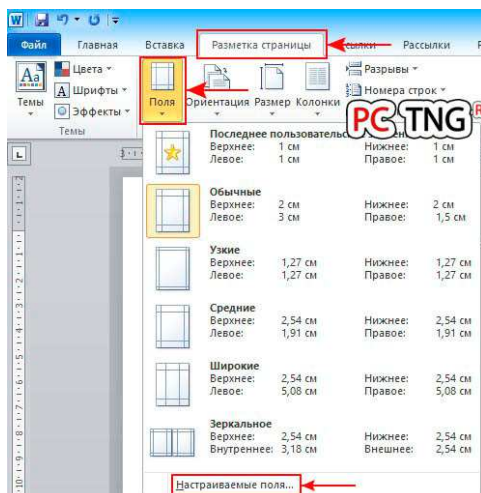 Файл Главная Вставка Разметка страницы сылки Рассылки
Цвета
Шрифты
Эффекты
Темы
Поля
Ориентация Размер Колонки
Разрывы
Номера строк
Темы
PC TNG R
Последнее пользовательс
Верхнее: 1 см Нижнее: 1 см
Левое: 1 см Правое: 1 см
Обычные
Верхнее: 2 см Нижнее: 2 см
Левое: 3 см Правое: 1,5 см
Узкие
Верхнее: 1,27 см Нижнее: 1,27 см
Левое: 1,27 см Правое: 1,27 см
Средние
Верхнее: 2,54 см Нижнее: 2,54 см
Левое: 1,91 см Правое: 1,91 см
Широкие
Верхнее: 2,54 см Нижнее: 2,54 см
Левое: 5,08 см Правое: 5,08 см
Зеркальное
Верхнее: 2,54 см Нижнее: 2,54 см
Внутреннее: 3,18 см Внешнее: 2,54 см
Настраиваемые поля...